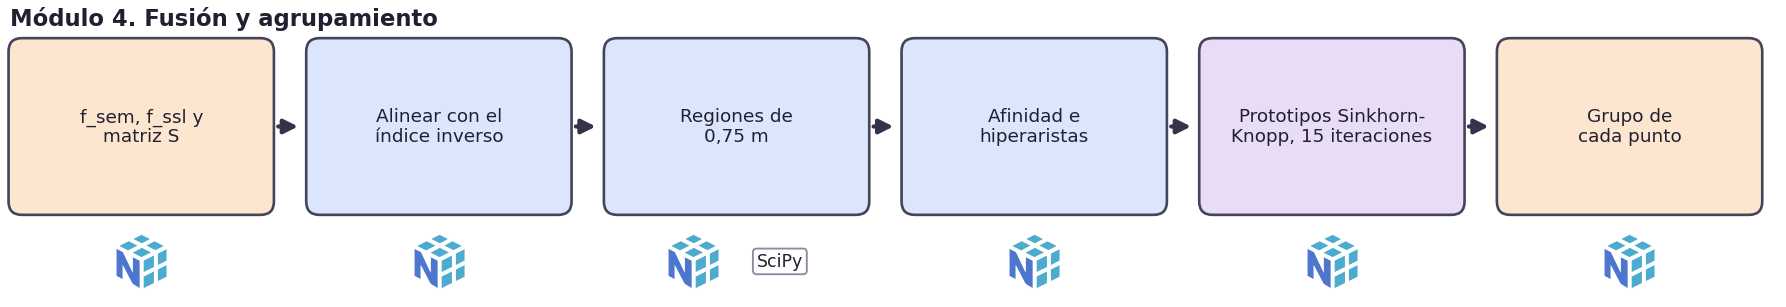 Módulo 4. Fusión y agrupamiento
f_sem, f_ssl y
matriz S
Alinear con el
índice inverso
Regiones de
0,75 m
Afinidad e
hiperaristas
Prototipos Sinkhorn-
Knopp, 15 iteraciones
Grupo de
cada punto
SciPy